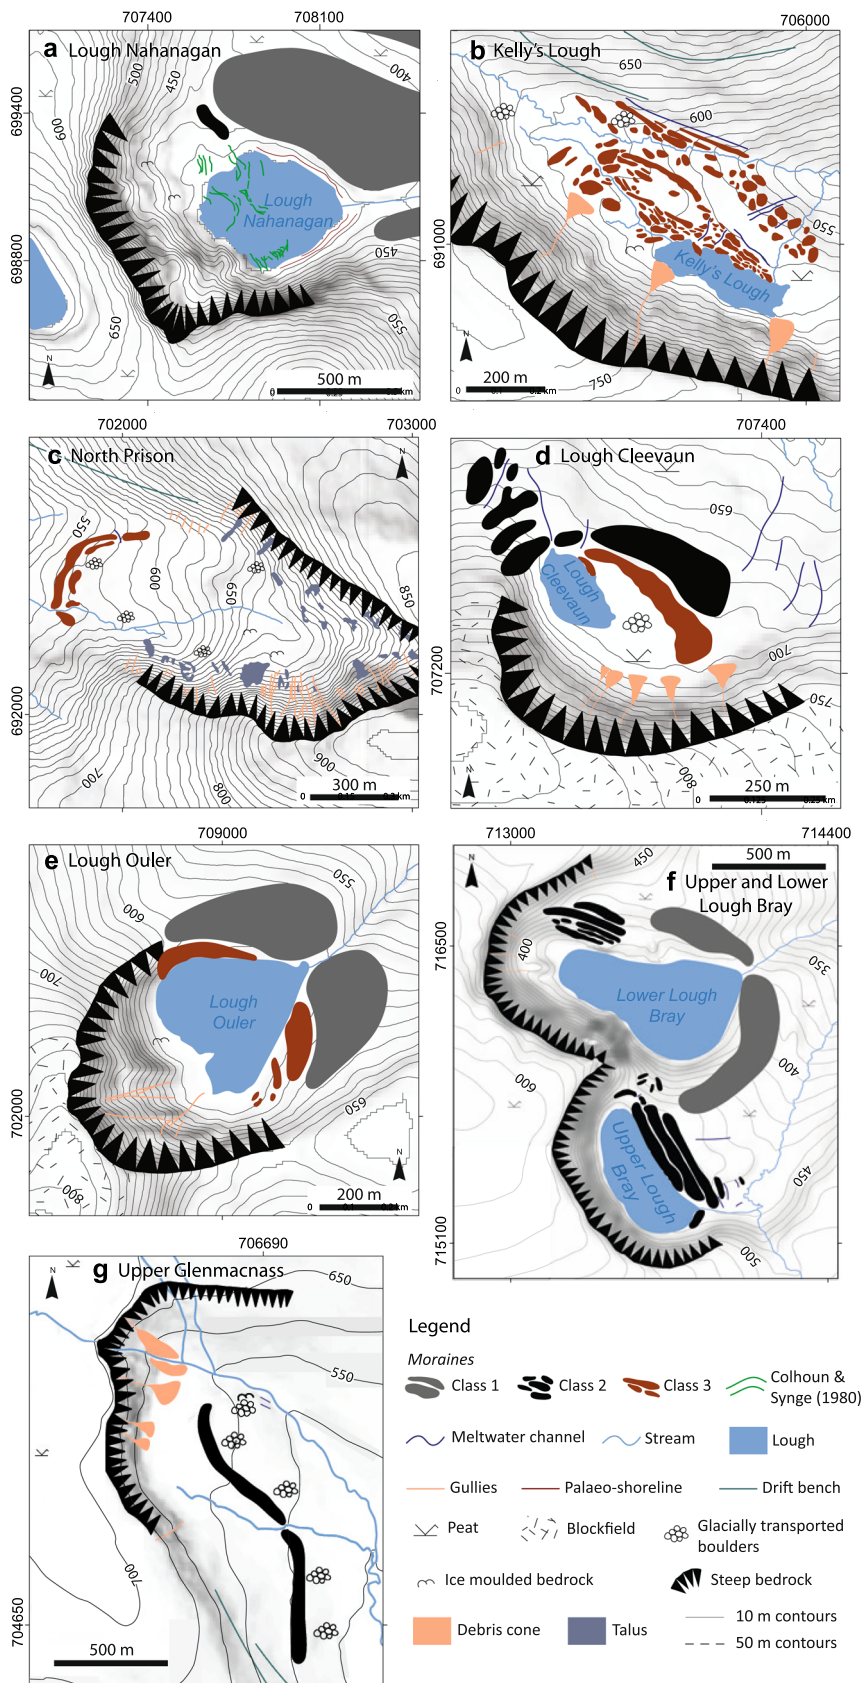 707400
708100
706000
a Lough Nahanagan
500
450
400
600
699400
Lough
Nahanagan
698800
450
650
550
N
500 m
b Kelly's Lough
650
600
550
691000
Kelly's Lough
N
200 m
750
702000
703000
707400
c North Prison
N
550
600
650
850
692000
700
800
900
300 m
d Lough Cleevaun
650
Lough
Cleevaun
700
707200
750
800
N
250 m
709000
713000
714400
e Lough Ouler
550
600
700
Lough
Ouler
650
702000
800
N
200 m
N
450
500 m
f Upper and Lower
Lough Bray
716500
400
350
Lower Lough
Bray
400
600
Upper Lough
Bray
450
715100
500
706690
N
g Upper Glenmacnass
650
550
700
704650
500 m
Legend
Moraines
Class 1
Class 2
Class 3
Colhoun &
Synge (1980)
Meltwater channel
Stream
Lough
Gullies
Palaeo-shoreline
Drift bench
Peat
Blockfield
Glacially transported
boulders
Ice moulded bedrock
Steep bedrock
Debris cone
Talus
10 m contours
50 m contours